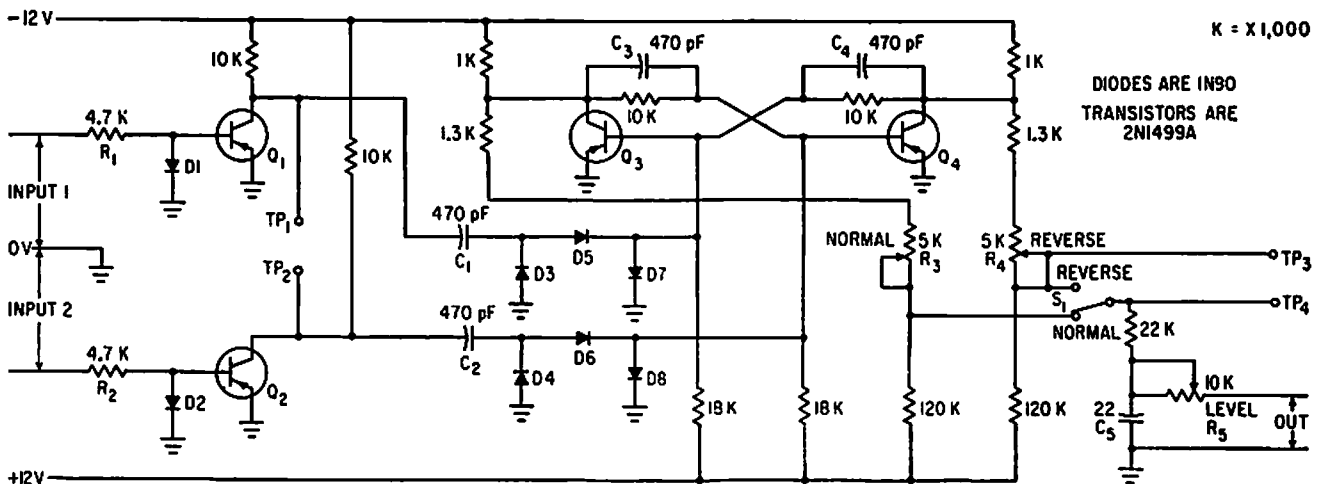 -12 V
K = X 1,000
C3 470 pF
C4 470 pF
10 K
1K
1K
DIODES ARE IN90
TRANSISTORS ARE
2N1499A
4.7 K
R1
D1
Q1
10 K
10 K
10 K
1.3 K
1.3 K
Q3
Q4
INPUT 1
TP1
0V
TP2
INPUT 2
470 pF
C1
D3
D5
D7
NORMAL
5 K
R3
5 K
R4
REVERSE
REVERSE
S1
NORMAL
TP3
TP4
470 pF
C2
D4
D6
D8
22 K
4.7 K
R2
D2
Q2
18 K
18 K
120 K
120 K
22
C5
10 K
LEVEL
R5
OUT
+12V